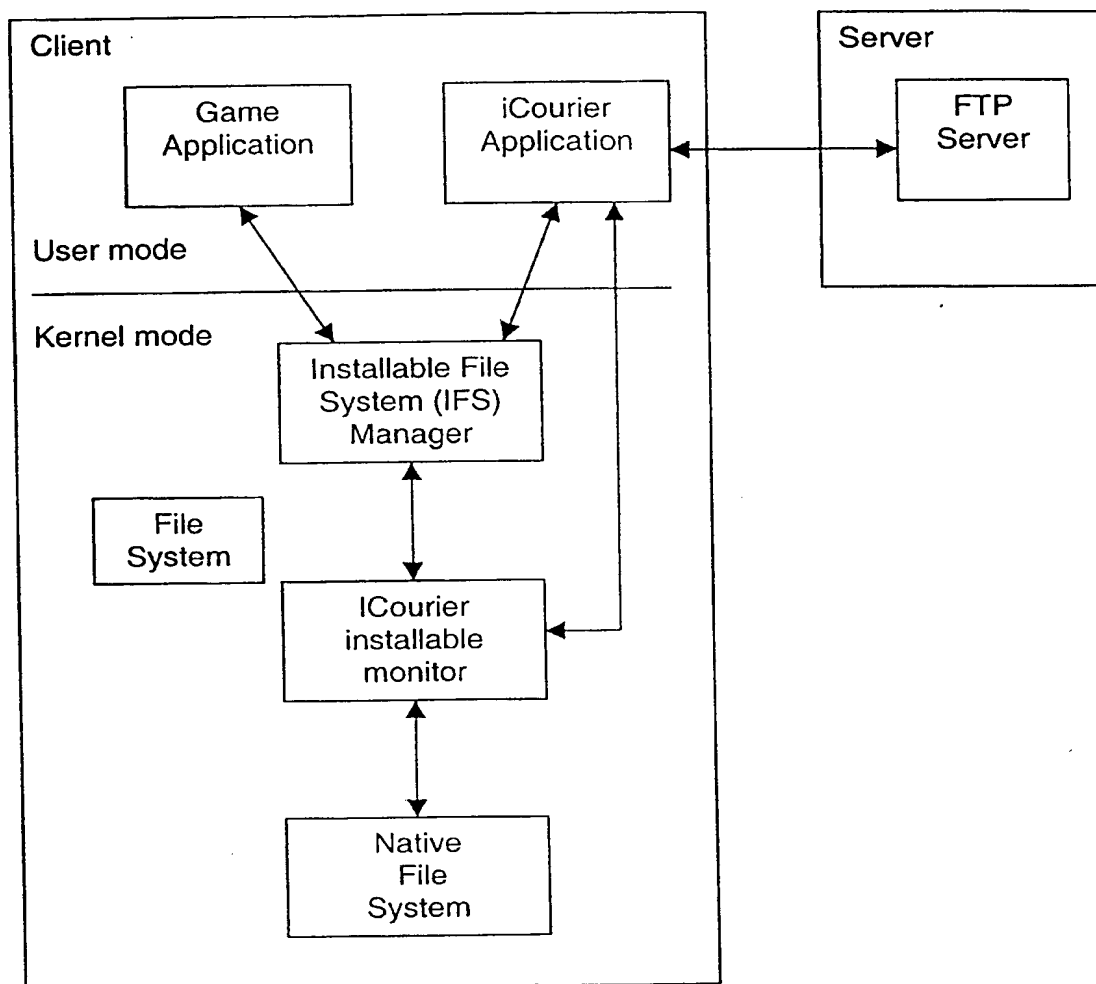 Client
Server
Game
Application
iCourier
Application
FTP
Server
User mode
Kernel mode
Installable File
System (IFS)
Manager
File
System
ICourier
installable
monitor
Native
File
System